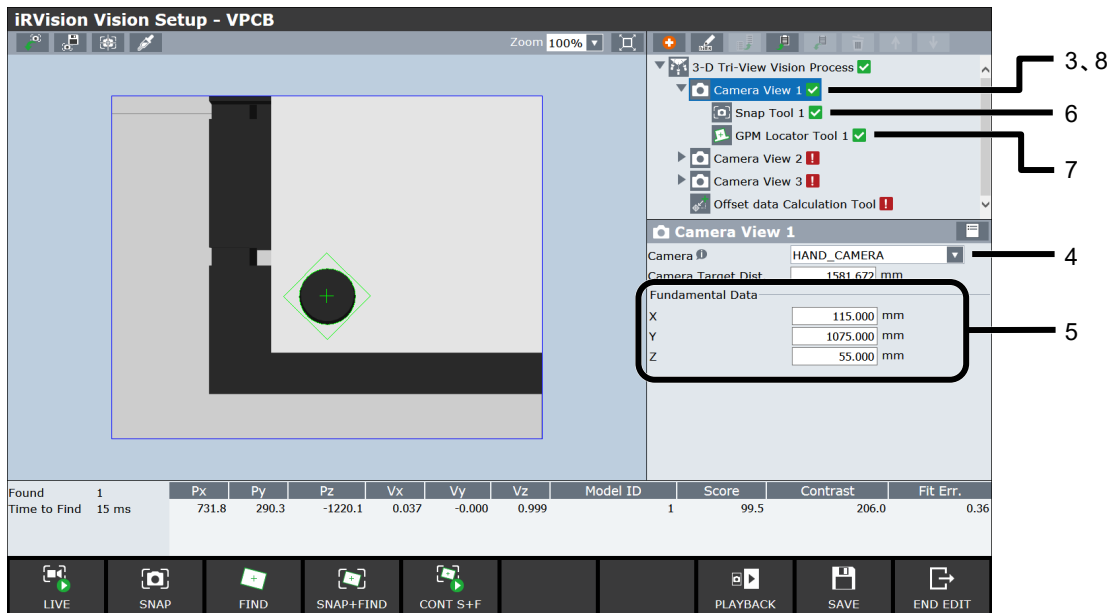 iRVision Vision Setup - VPCB
Zoom 100%
3-D Tri-View Vision Process
Camera View 1
Snap Tool 1
GPM Locator Tool 1
Camera View 2
Camera View 3
Offset data Calculation Tool
3、8
6
7
Camera View 1
Camera HAND_CAMERA
4
Camera Target Dist. 1581.672 mm
Fundamental Data
X 115.000 mm
Y 1075.000 mm
Z 55.000 mm
5
Found 1 Px Py Pz Vx Vy Vz Model ID Score Contrast Fit Err.
Time to Find 15 ms 731.8 290.3 -1220.1 0.037 -0.000 0.999 1 99.5 206.0 0.36
LIVE SNAP FIND SNAP+FIND CONT S+F PLAYBACK SAVE END EDIT